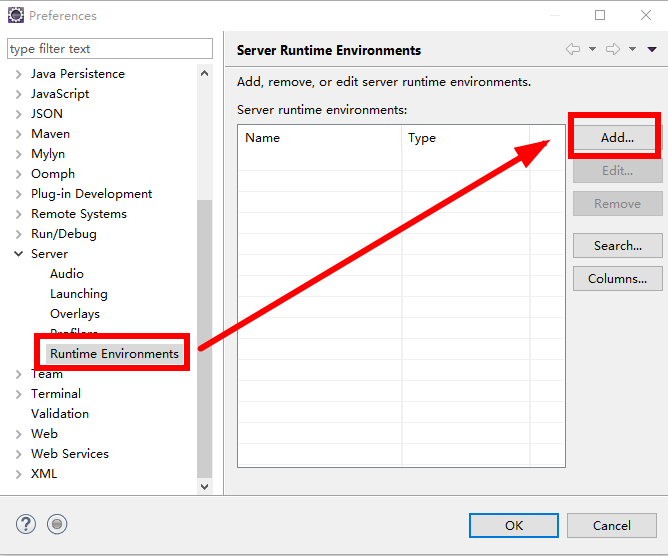 Preferences
type filter text
Java Persistence
JavaScript
JSON
Maven
Mylyn
Oomph
Plug-in Development
Remote Systems
Run/Debug
Server
Audio
Launching
Overlays
Profilers
Runtime Environments
Team
Terminal
Validation
Web
Web Services
XML
Server Runtime Environments
Add, remove, or edit server runtime environments.
Server runtime environments:
Name Type
Add...
Edit...
Remove
Search...
Columns...
?
OK Cancel